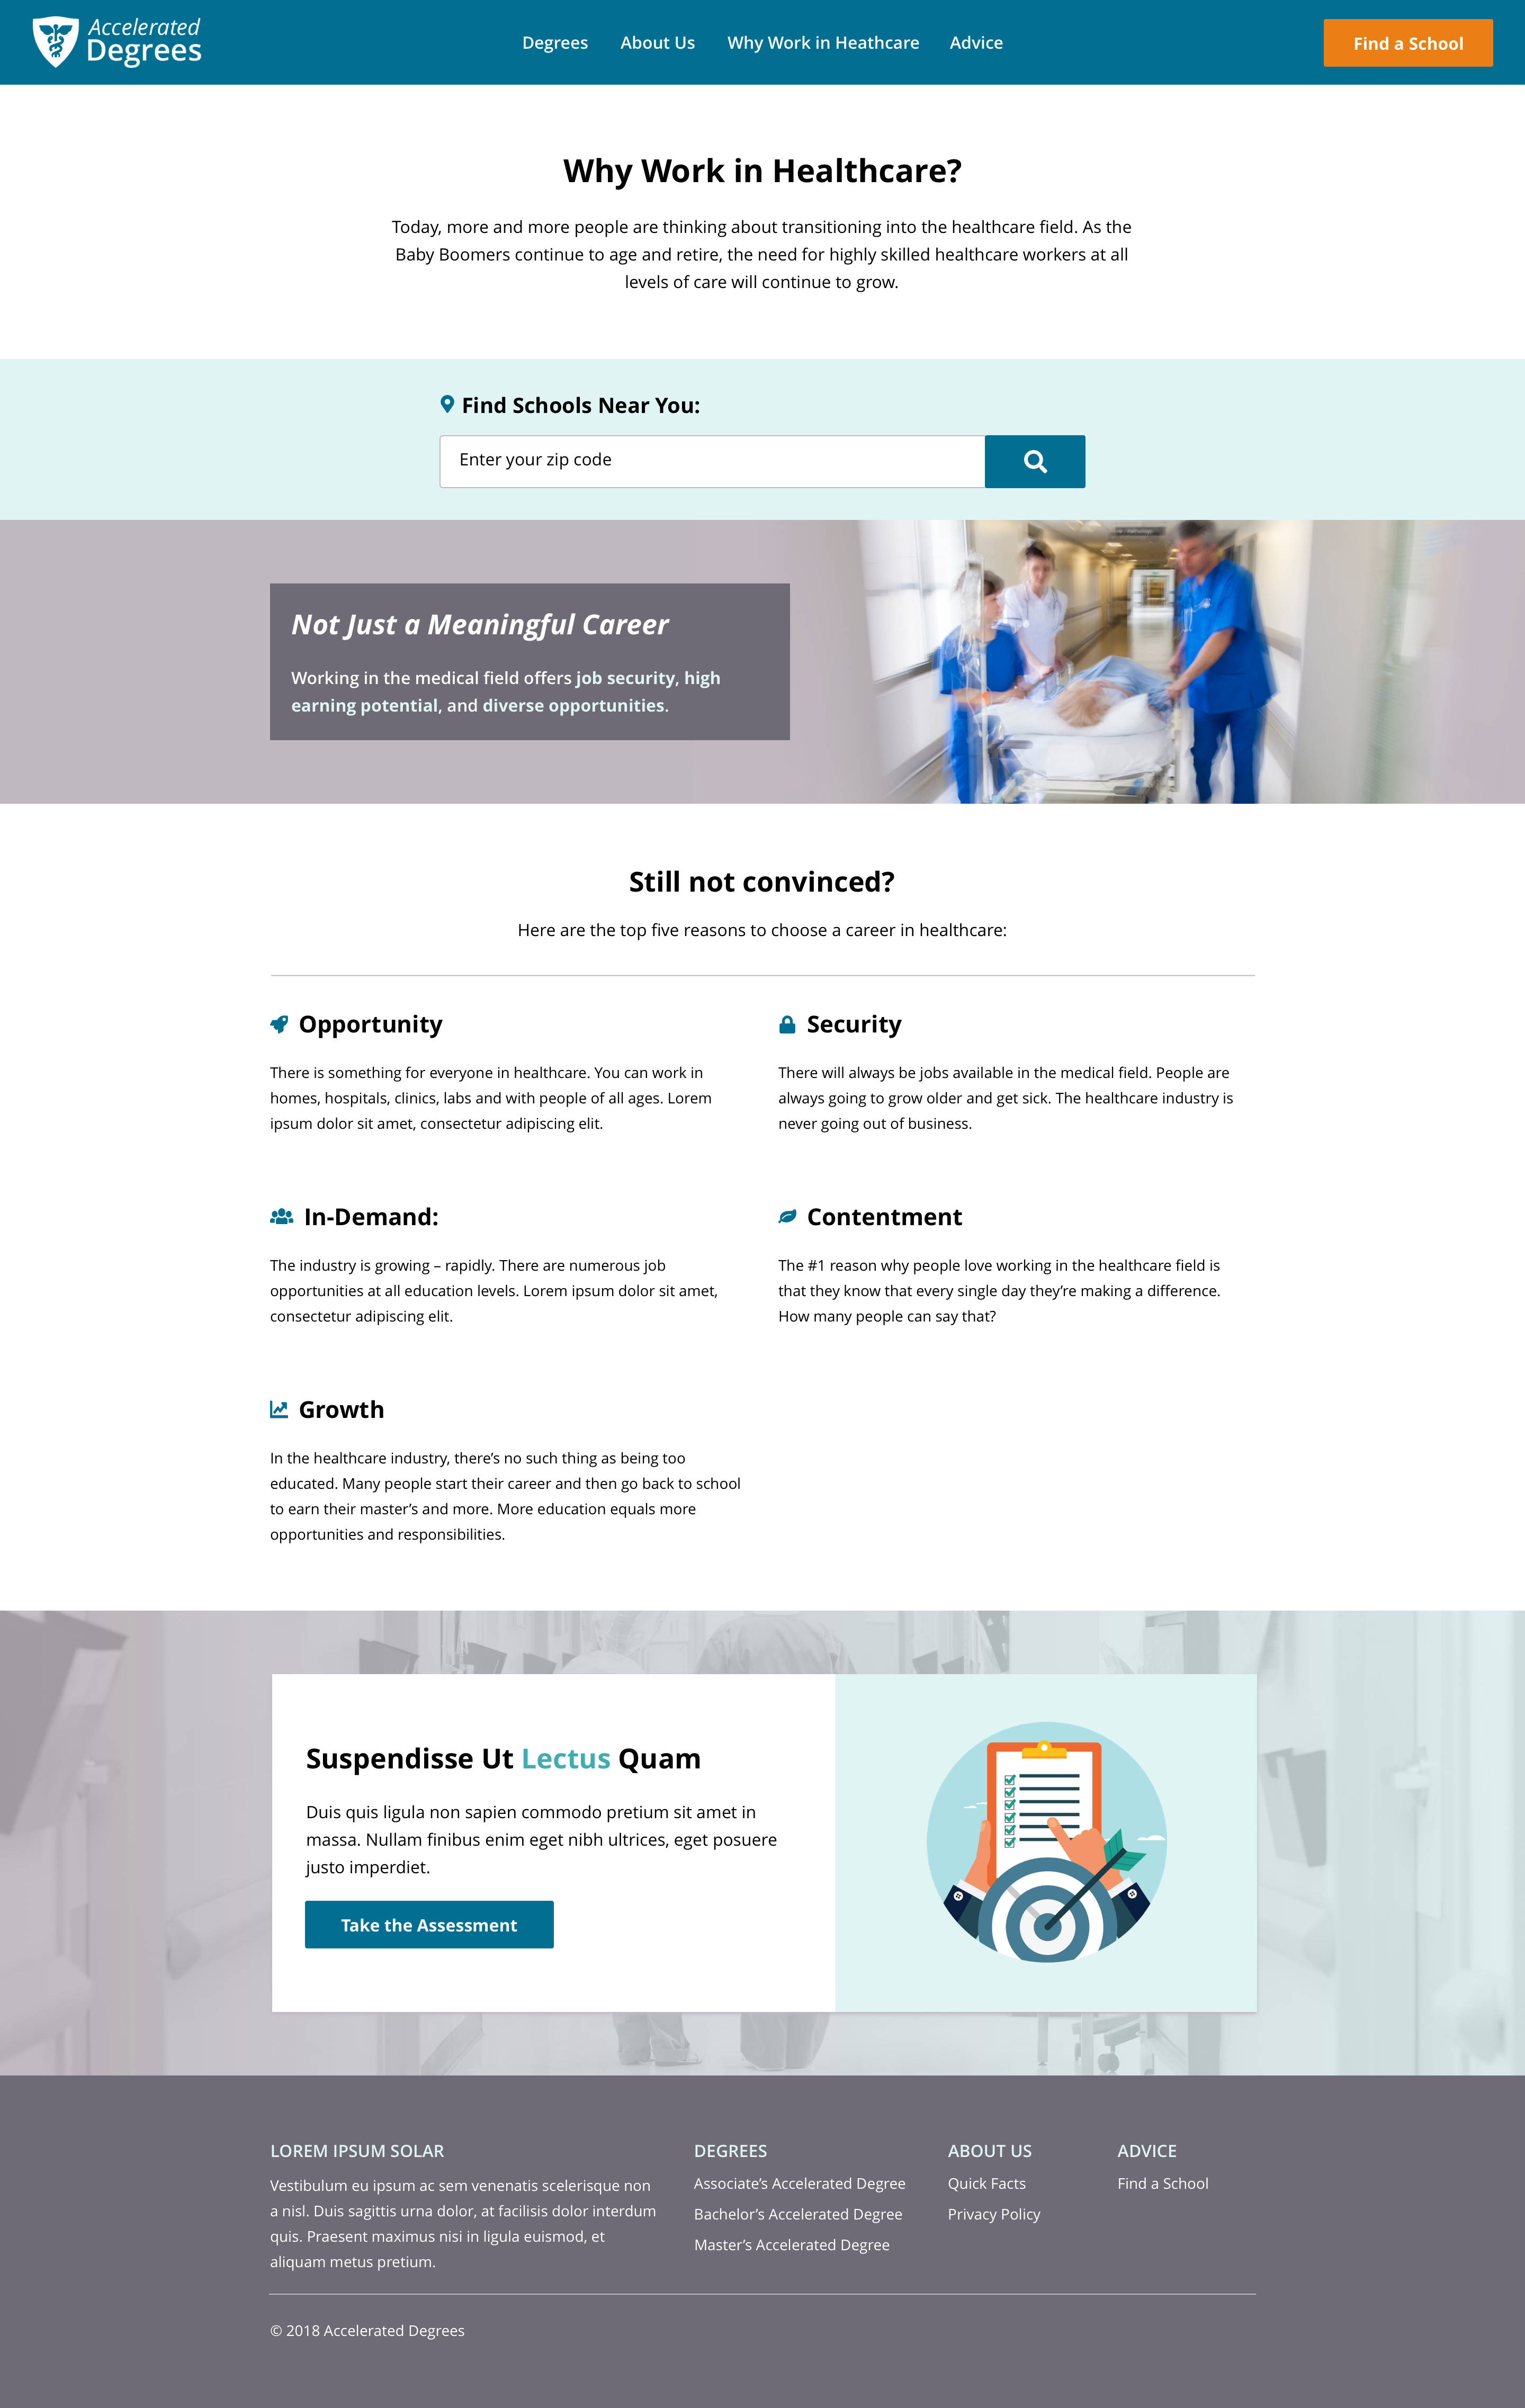 Accelerated
Degrees
Degrees About Us Why Work in Heathcare Advice
Find a School
Why Work in Healthcare?
Today, more and more people are thinking about transitioning into the healthcare field. As the
Baby Boomers continue to age and retire, the need for highly skilled healthcare workers at all
levels of care will continue to grow.
Find Schools Near You:
Enter your zip code
Not Just a Meaningful Career
Working in the medical field offers job security, high
earning potential, and diverse opportunities.
Still not convinced?
Here are the top five reasons to choose a career in healthcare:
Opportunity
There is something for everyone in healthcare. You can work in
homes, hospitals, clinics, labs and with people of all ages. Lorem
ipsum dolor sit amet, consectetur adipiscing elit.
Security
There will always be jobs available in the medical field. People are
always going to grow older and get sick. The healthcare industry is
never going out of business.
In-Demand:
The industry is growing – rapidly. There are numerous job
opportunities at all education levels. Lorem ipsum dolor sit amet,
consectetur adipiscing elit.
Contentment
The #1 reason why people love working in the healthcare field is
that they know that every single day they’re making a difference.
How many people can say that?
Growth
In the healthcare industry, there’s no such thing as being too
educated. Many people start their career and then go back to school
to earn their master’s and more. More education equals more
opportunities and responsibilities.
Suspendisse Ut Lectus Quam
Duis quis ligula non sapien commodo pretium sit amet in
massa. Nullam finibus enim eget nibh ultrices, eget posuere
justo imperdiet.
Take the Assessment
LOREM IPSUM SOLAR
Vestibulum eu ipsum ac sem venenatis scelerisque non
a nisl. Duis sagittis urna dolor, at facilisis dolor interdum
quis. Praesent maximus nisi in ligula euismod, et
aliquam metus pretium.
DEGREES
Associate’s Accelerated Degree
Bachelor’s Accelerated Degree
Master’s Accelerated Degree
ABOUT US
Quick Facts
Privacy Policy
ADVICE
Find a School
© 2018 Accelerated Degrees